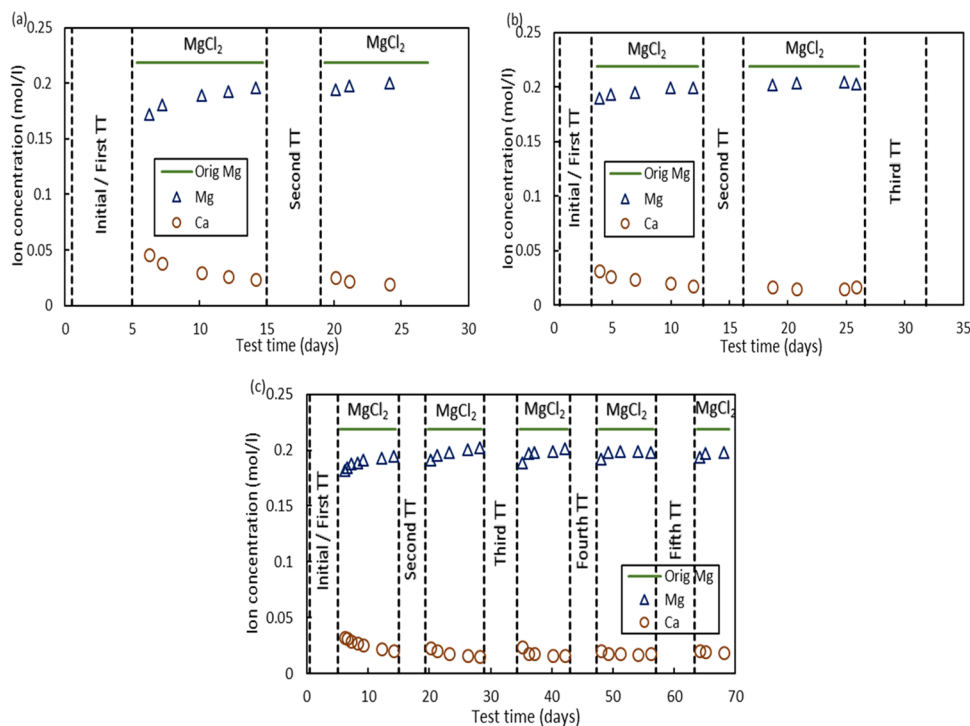 (a)
MgCl₂
MgCl₂
Ion concentration (mol/l)
0.25
0.2
0.15
0.1
0.05
0
Initial / First TT
Second TT
Orig Mg
Mg
Ca
0 5 10 15 20 25 30
Test time (days)
(b)
MgCl₂
MgCl₂
Ion concentration (mol/l)
0.25
0.2
0.15
0.1
0.05
0
Initial / First TT
Second TT
Third TT
Orig Mg
Mg
Ca
0 5 10 15 20 25 30 35
Test time (days)
(c)
MgCl₂ MgCl₂ MgCl₂ MgCl₂ MgCl₂
Ion concentration (mol/l)
0.25
0.2
0.15
0.1
0.05
0
Initial / First TT
Second TT
Third TT
Fourth TT
Fifth TT
Orig Mg
Mg
Ca
0 10 20 30 40 50 60 70
Test time (days)